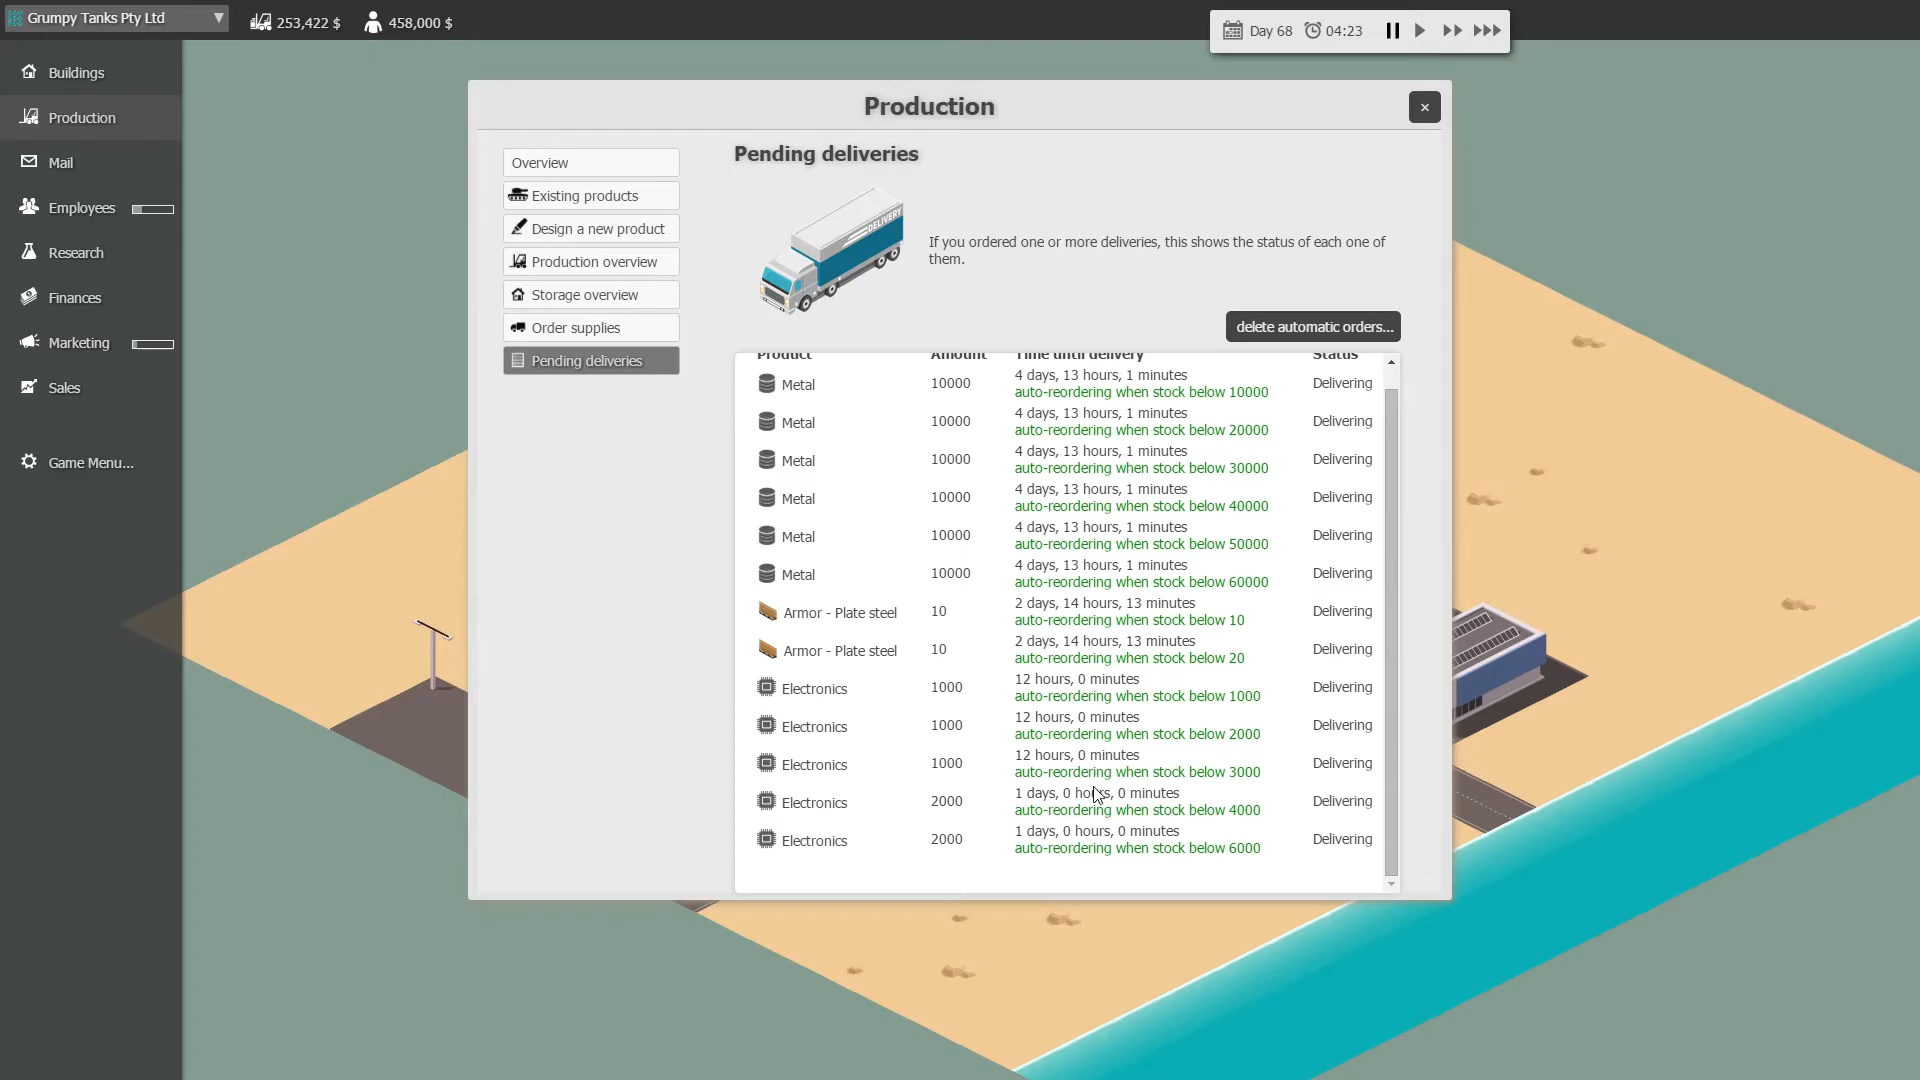 Grumpy Tanks Pty Ltd
253,422 $
458,000 $
Day 68
04:23
Buildings
Production
Mail
Employees
Research
Finances
Marketing
Sales
Game Menu...
Production
×
Overview
Existing products
Design a new product
Production overview
Storage overview
Order supplies
Pending deliveries
Pending deliveries
DELIVERY
If you ordered one or more deliveries, this shows the status of each one of
them.
delete automatic orders...
Product Amount Time until delivery Status
Metal 10000 4 days, 13 hours, 1 minutes Delivering
auto-reordering when stock below 10000
Metal 10000 4 days, 13 hours, 1 minutes Delivering
auto-reordering when stock below 20000
Metal 10000 4 days, 13 hours, 1 minutes Delivering
auto-reordering when stock below 30000
Metal 10000 4 days, 13 hours, 1 minutes Delivering
auto-reordering when stock below 40000
Metal 10000 4 days, 13 hours, 1 minutes Delivering
auto-reordering when stock below 50000
Metal 10000 4 days, 13 hours, 1 minutes Delivering
auto-reordering when stock below 60000
Armor - Plate steel 10 2 days, 14 hours, 13 minutes Delivering
auto-reordering when stock below 10
Armor - Plate steel 10 2 days, 14 hours, 13 minutes Delivering
auto-reordering when stock below 20
Electronics 1000 12 hours, 0 minutes Delivering
auto-reordering when stock below 1000
Electronics 1000 12 hours, 0 minutes Delivering
auto-reordering when stock below 2000
Electronics 1000 12 hours, 0 minutes Delivering
auto-reordering when stock below 3000
Electronics 2000 1 days, 0 hours, 0 minutes Delivering
auto-reordering when stock below 4000
Electronics 2000 1 days, 0 hours, 0 minutes Delivering
auto-reordering when stock below 6000